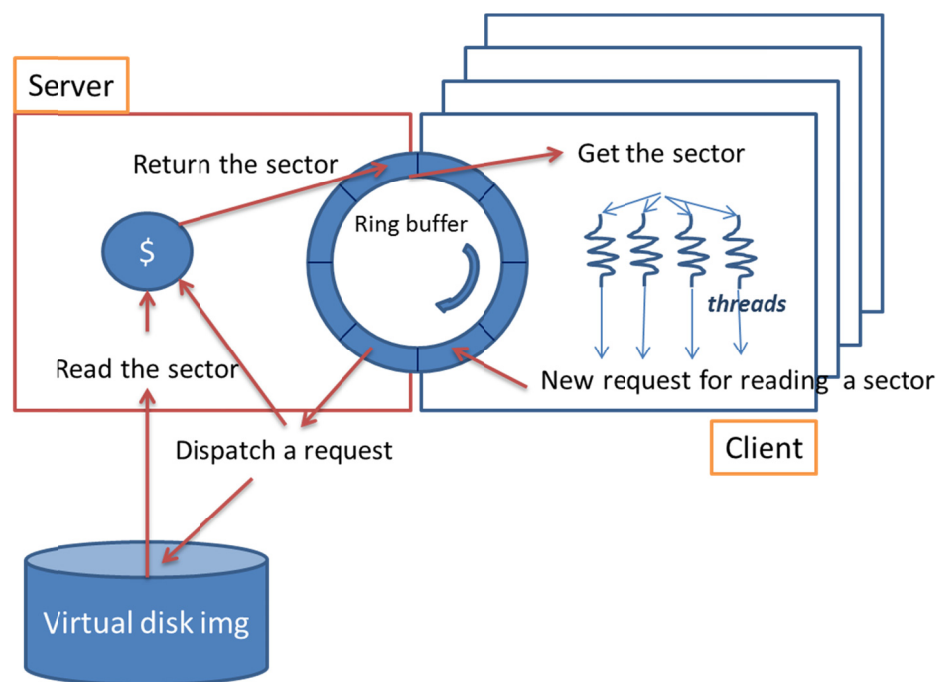 Server
Return the sector
Get the sector
Ring buffer
$
threads
Read the sector
New request for reading a sector
Dispatch a request
Client
Virtual disk img